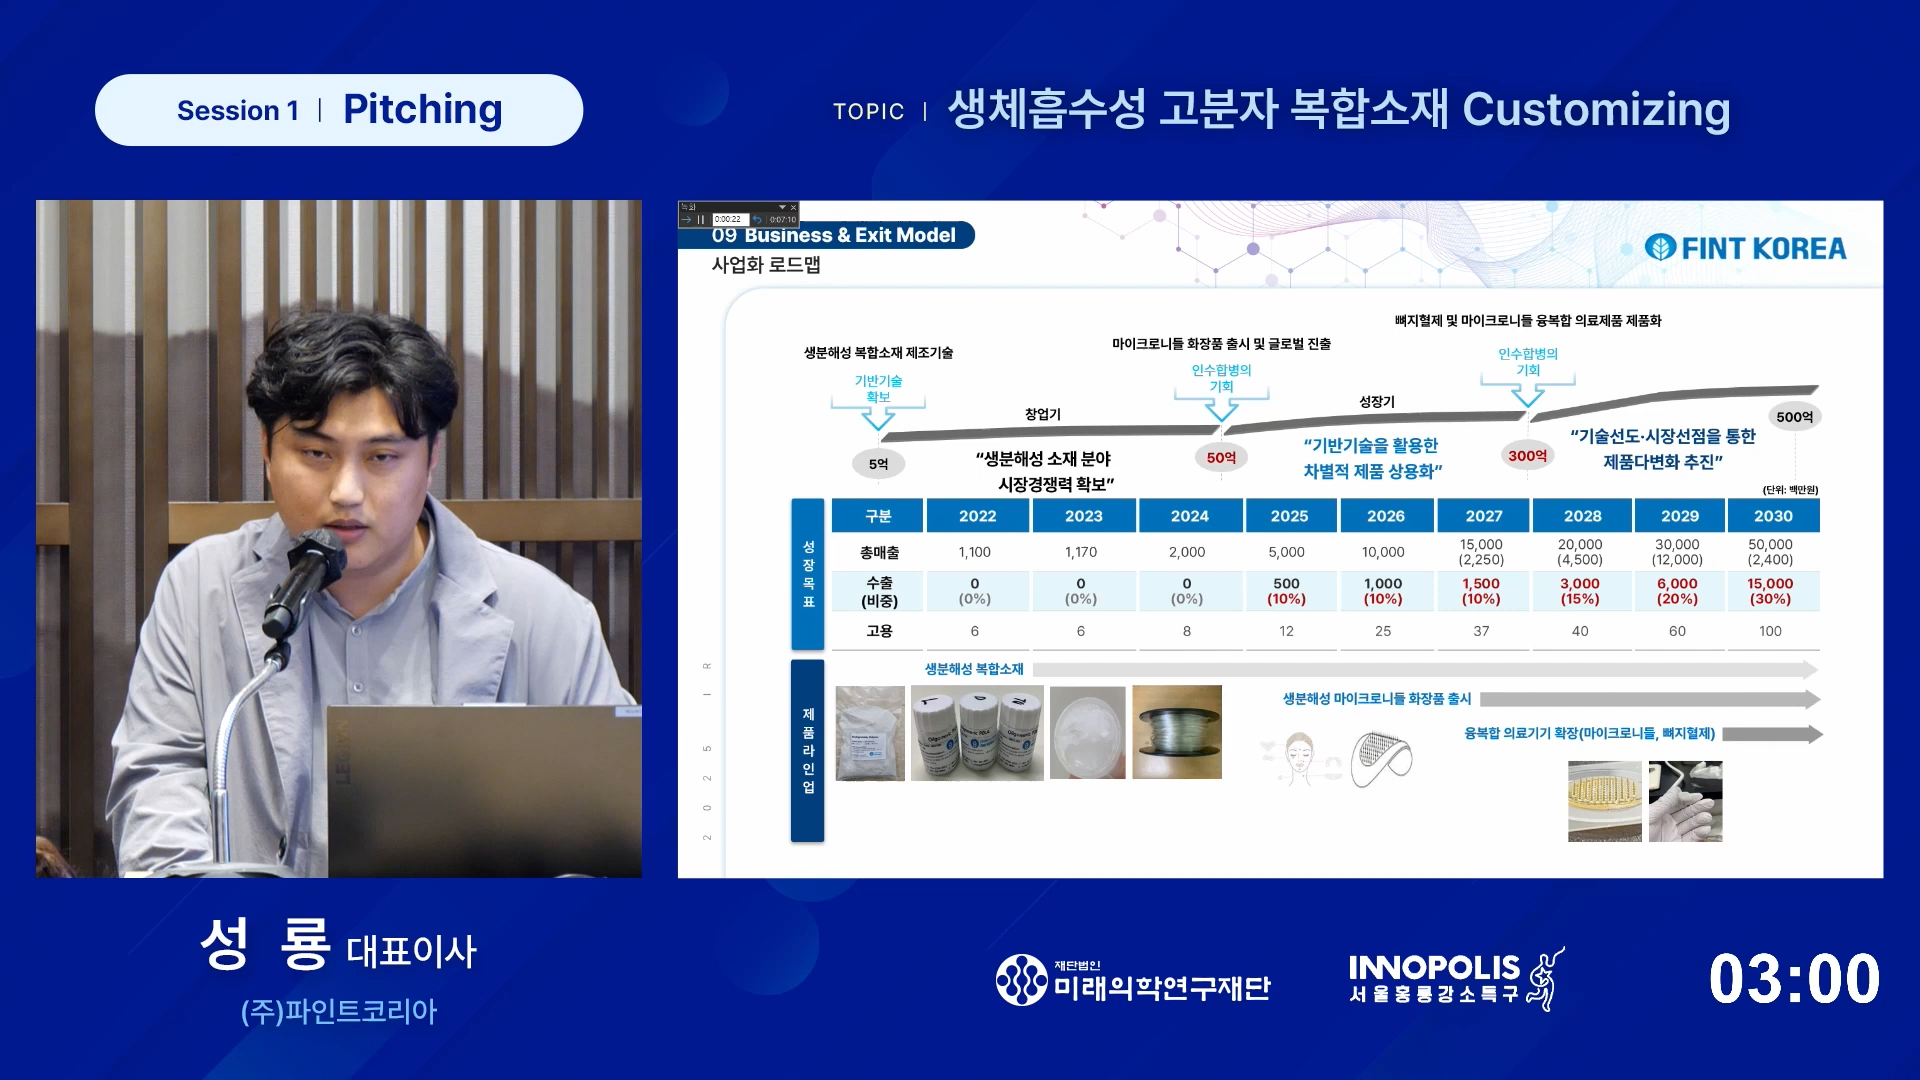 Session 1 | Pitching
TOPIC | 생체흡수성 고분자 복합소재 Customizing
녹화
0:00:22 0:07:10
09 Business & Exit Model
사업화 로드맵
FINT KOREA
뼈지혈제 및 마이크로니들 융복합 의료제품 제품화
마이크로니들 화장품 출시 및 글로벌 진출
생분해성 복합소재 제조기술
기반기술
확보
인수합병의
기회
인수합병의
기회
창업기
성장기
5억
50억
300억
500억
“생분해성 소재 분야
시장경쟁력 확보”
“기반기술을 활용한
차별적 제품 상용화”
“기술선도·시장선점을 통한
제품다변화 추진”
(단위: 백만원)
성장목표
구분 2022 2023 2024 2025 2026 2027 2028 2029 2030
총매출 1,100 1,170 2,000 5,000 10,000 15,000 20,000 30,000 50,000
(2,250) (4,500) (12,000) (2,400)
수출 0 0 0 500 1,000 1,500 3,000 6,000 15,000
(비중) (0%) (0%) (0%) (10%) (10%) (10%) (15%) (20%) (30%)
고용 6 6 8 12 25 37 40 60 100
제품라인업
생분해성 복합소재
생분해성 마이크로니들 화장품 출시
융복합 의료기기 확장(마이크로니들, 뼈지혈제)
2025 IR
성 룡 대표이사
(주)파인트코리아
재단법인
미래의학연구재단
INNOPOLIS
서울홍릉강소특구
03:00